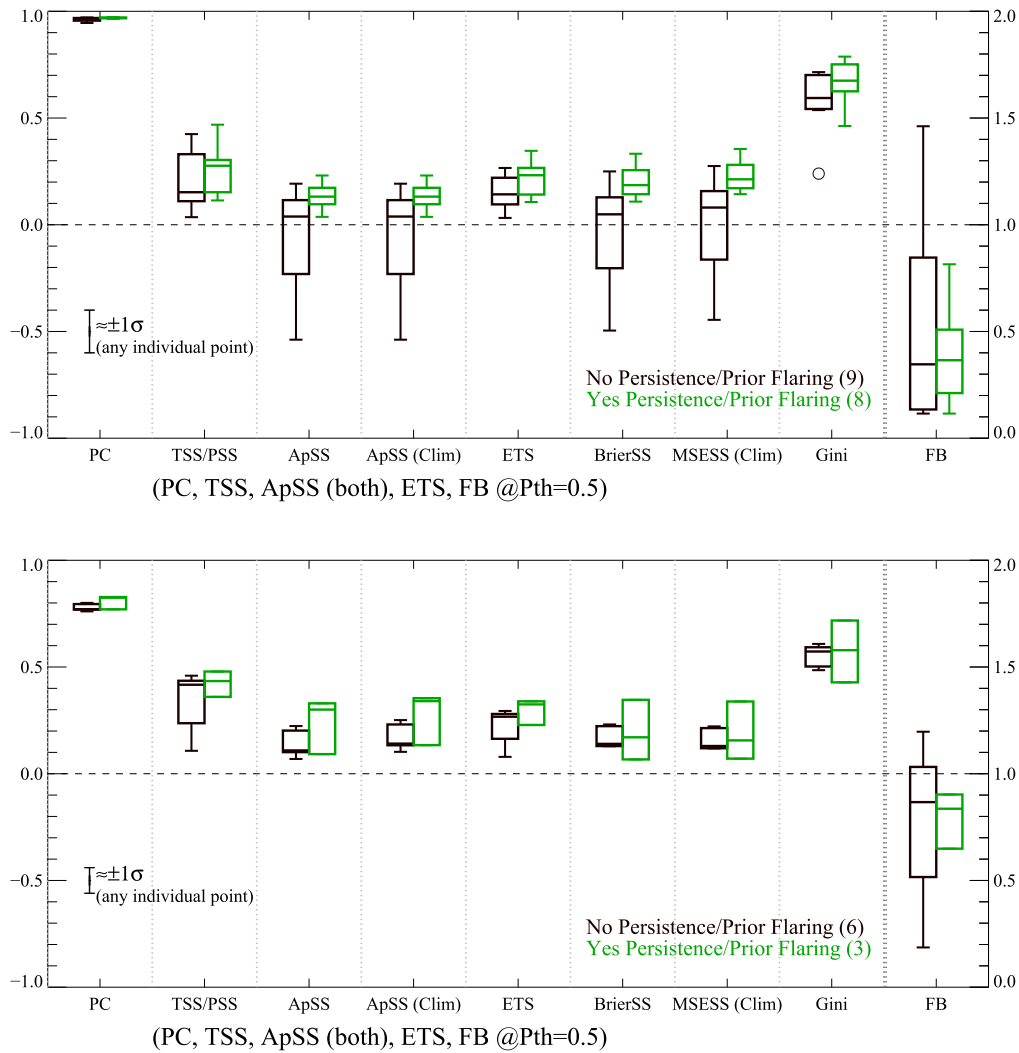 1.0
2.0
0.5
1.5
0.0
1.0
≈±1σ
(any individual point)
−0.5
0.5
No Persistence/Prior Flaring (9)
Yes Persistence/Prior Flaring (8)
−1.0
0.0
PC TSS/PSS ApSS ApSS (Clim) ETS BrierSS MSESS (Clim) Gini FB
(PC, TSS, ApSS (both), ETS, FB @Pth=0.5)
1.0
2.0
0.5
1.5
0.0
1.0
≈±1σ
(any individual point)
−0.5
0.5
No Persistence/Prior Flaring (6)
Yes Persistence/Prior Flaring (3)
−1.0
0.0
PC TSS/PSS ApSS ApSS (Clim) ETS BrierSS MSESS (Clim) Gini FB
(PC, TSS, ApSS (both), ETS, FB @Pth=0.5)